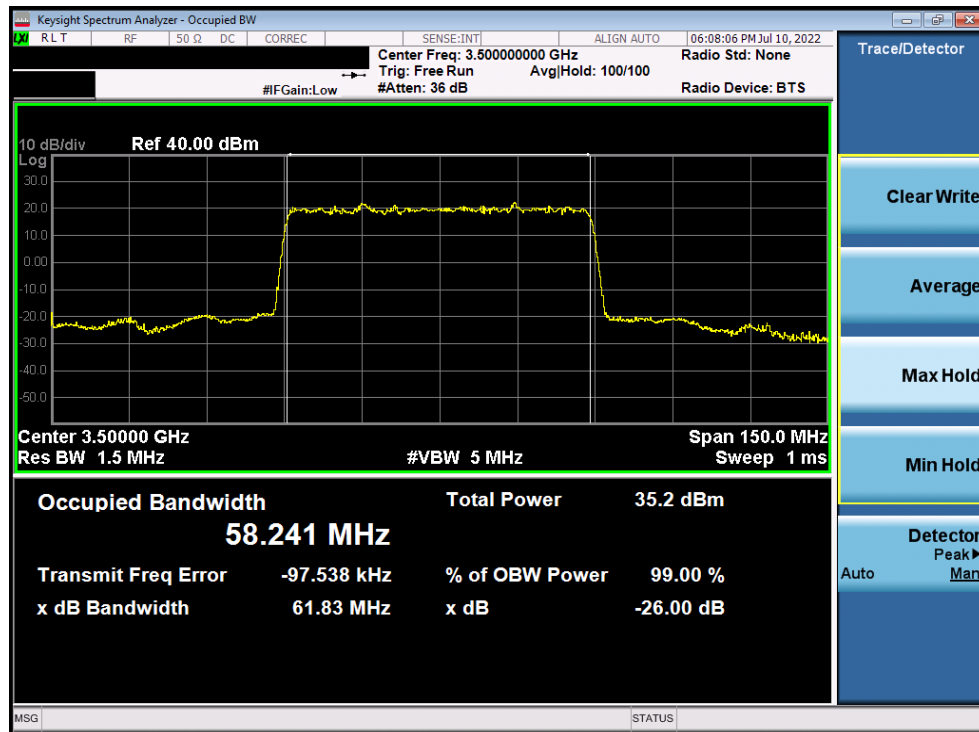 Keysight Spectrum Analyzer - Occupied BW
LXI RLT RF 50 Ω DC CORREC SENSE:INT ALIGN AUTO 06:08:06 PM Jul 10, 2022
Center Freq: 3.500000000 GHz Radio Std: None
Trig: Free Run Avg|Hold: 100/100
#IFGain:Low #Atten: 36 dB Radio Device: BTS
10 dB/div Ref 40.00 dBm
Log
30.0
20.0
10.0
0.00
-10.0
-20.0
-30.0
-40.0
-50.0
Center 3.50000 GHz Span 150.0 MHz
Res BW 1.5 MHz #VBW 5 MHz Sweep 1 ms
Occupied Bandwidth Total Power 35.2 dBm
58.241 MHz
Transmit Freq Error -97.538 kHz % of OBW Power 99.00 %
x dB Bandwidth 61.83 MHz x dB -26.00 dB
MSG STATUS
Trace/Detector
Clear Write
Average
Max Hold
Min Hold
Detector
Peak
Auto Man